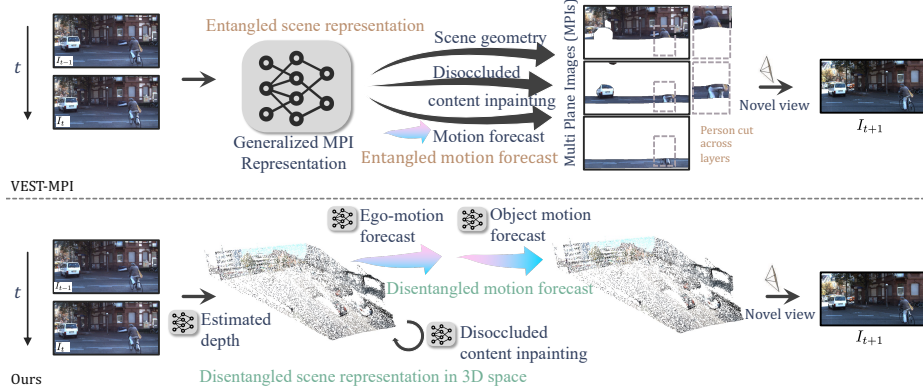 Entangled scene representation
t
I_{t-1}
I_t
Generalized MPI
Representation
Scene geometry
Disoccluded
content inpainting
Motion forecast
Entangled motion forecast
Multi Plane Images (MPIs)
Person cut
across
layers
Novel view
I_{t+1}
VEST-MPI
t
I_{t-1}
I_t
Estimated
depth
Ego-motion
forecast
Object motion
forecast
Disentangled motion forecast
Disoccluded
content inpainting
Disentangled scene representation in 3D space
Novel view
I_{t+1}
Ours